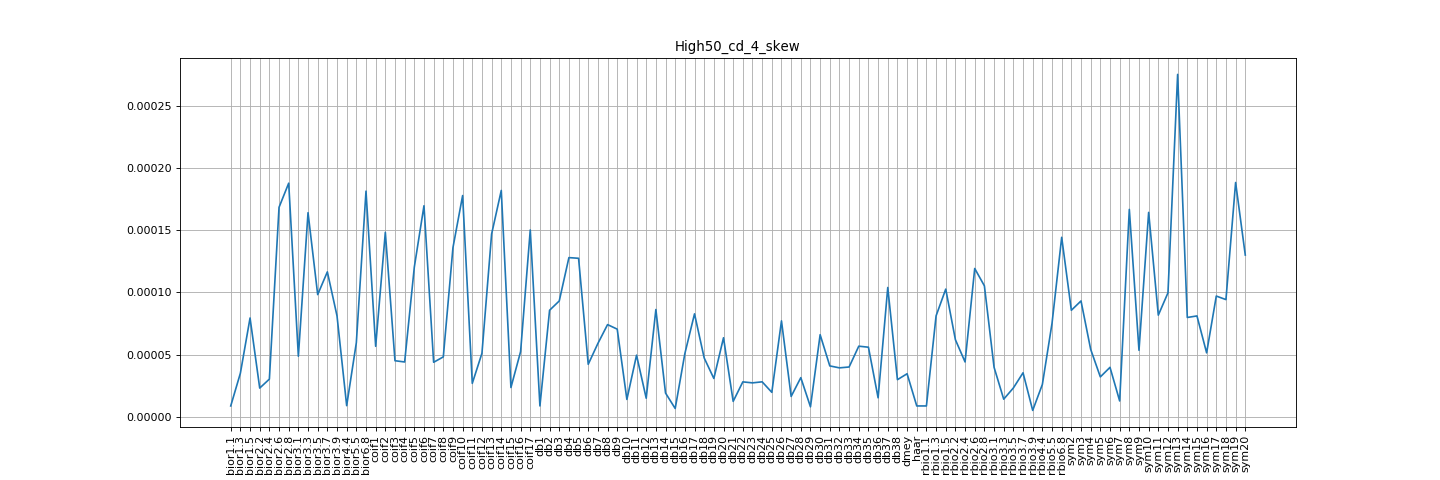 High50_cd_4_skew
0.00025
0.00020
0.00015
0.00010
0.00005
0.00000
bior1.1
bior1.3
bior1.5
bior2.2
bior2.4
bior2.6
bior2.8
bior3.1
bior3.3
bior3.5
bior3.7
bior3.9
bior4.4
bior5.5
bior6.8
coif1
coif2
coif3
coif4
coif5
coif6
coif7
coif8
coif9
coif10
coif11
coif12
coif13
coif14
coif15
coif16
coif17
db1
db2
db3
db4
db5
db6
db7
db8
db9
db10
db11
db12
db13
db14
db15
db16
db17
db18
db19
db20
db21
db22
db23
db24
db25
db26
db27
db28
db29
db30
db31
db32
db33
db34
db35
db36
db37
db38
dmey
haar
rbio1.1
rbio1.3
rbio1.5
rbio2.2
rbio2.4
rbio2.6
rbio2.8
rbio3.1
rbio3.3
rbio3.5
rbio3.7
rbio3.9
rbio4.4
rbio5.5
rbio6.8
sym2
sym3
sym4
sym5
sym6
sym7
sym8
sym9
sym10
sym11
sym12
sym13
sym14
sym15
sym16
sym17
sym18
sym19
sym20